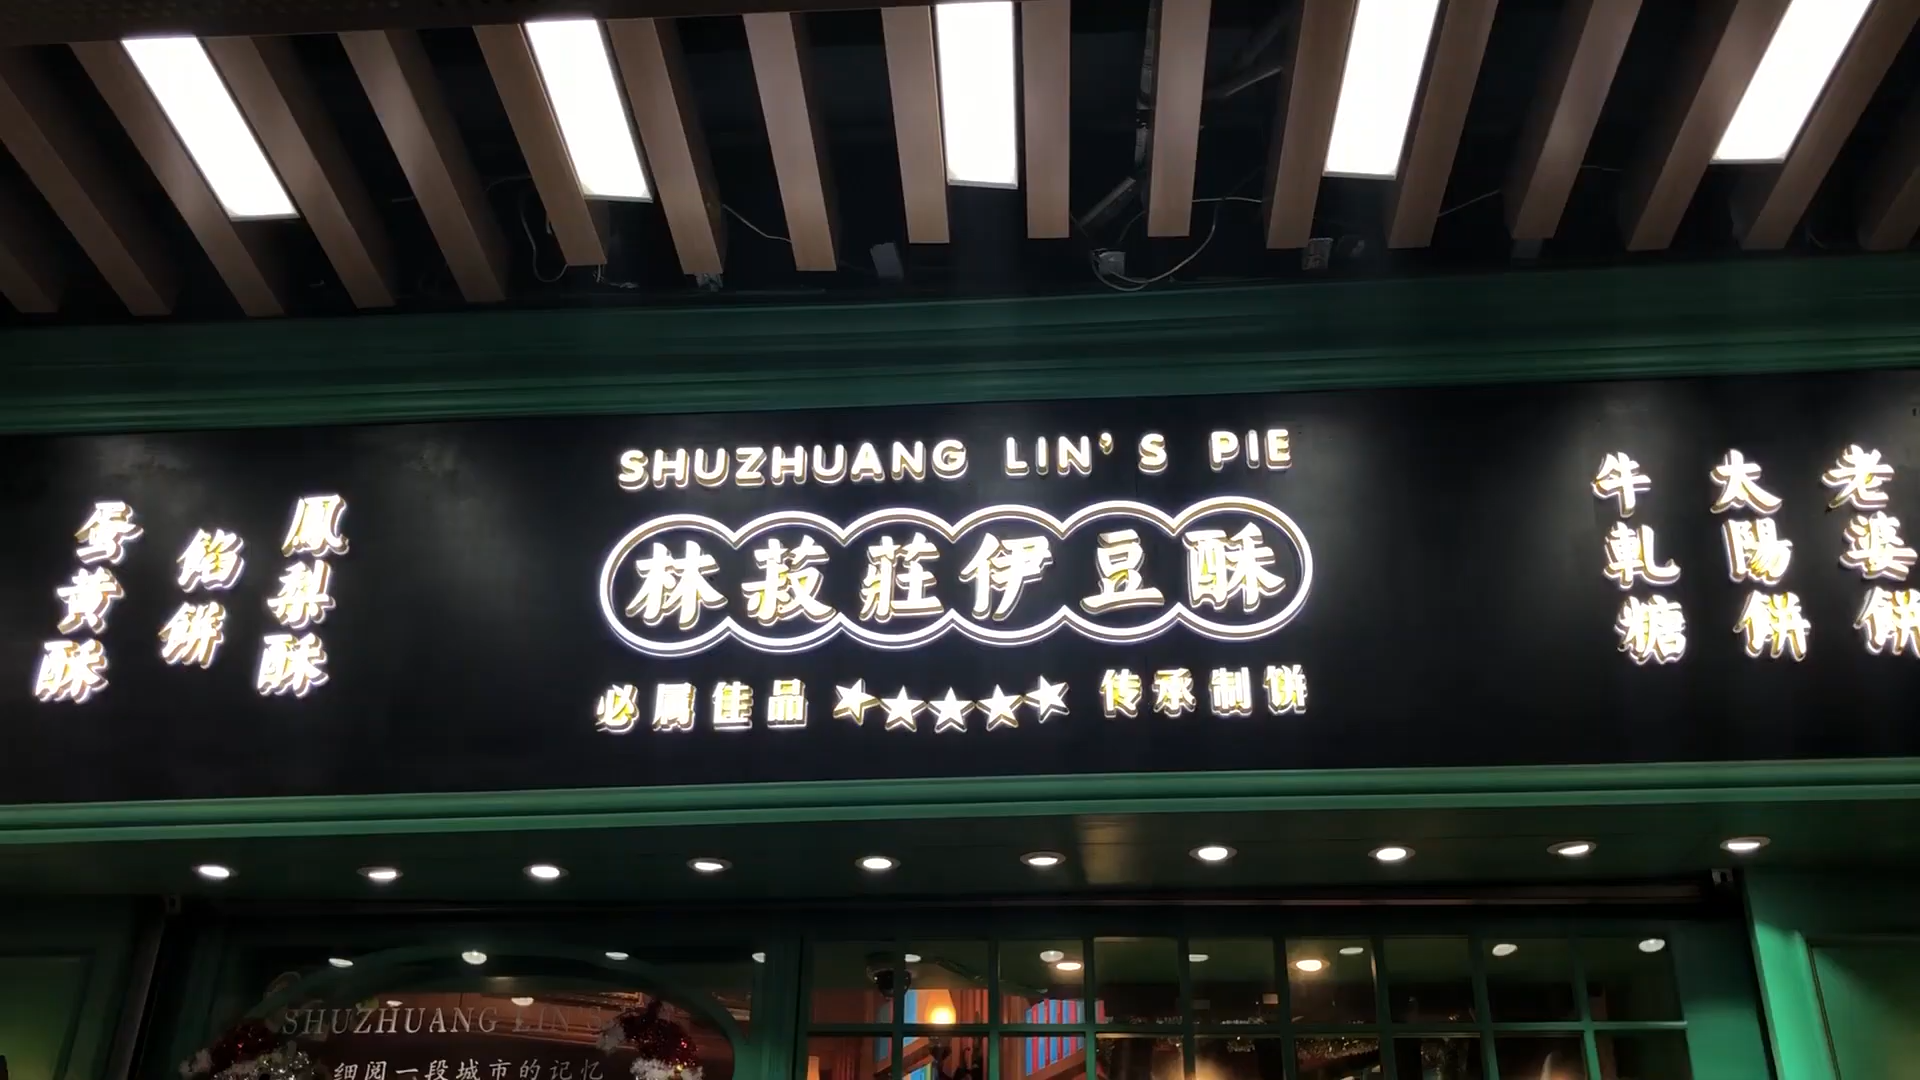 SHUZHUANG LIN'S PIE
林菽莊伊豆酥
必属佳品★★★★★传承制饼
蛋黄酥
餡餅
鳳梨酥
牛軋糖
太陽餅
老婆餅
SHUZHUANG LIN'S
细阅一段城市的记忆